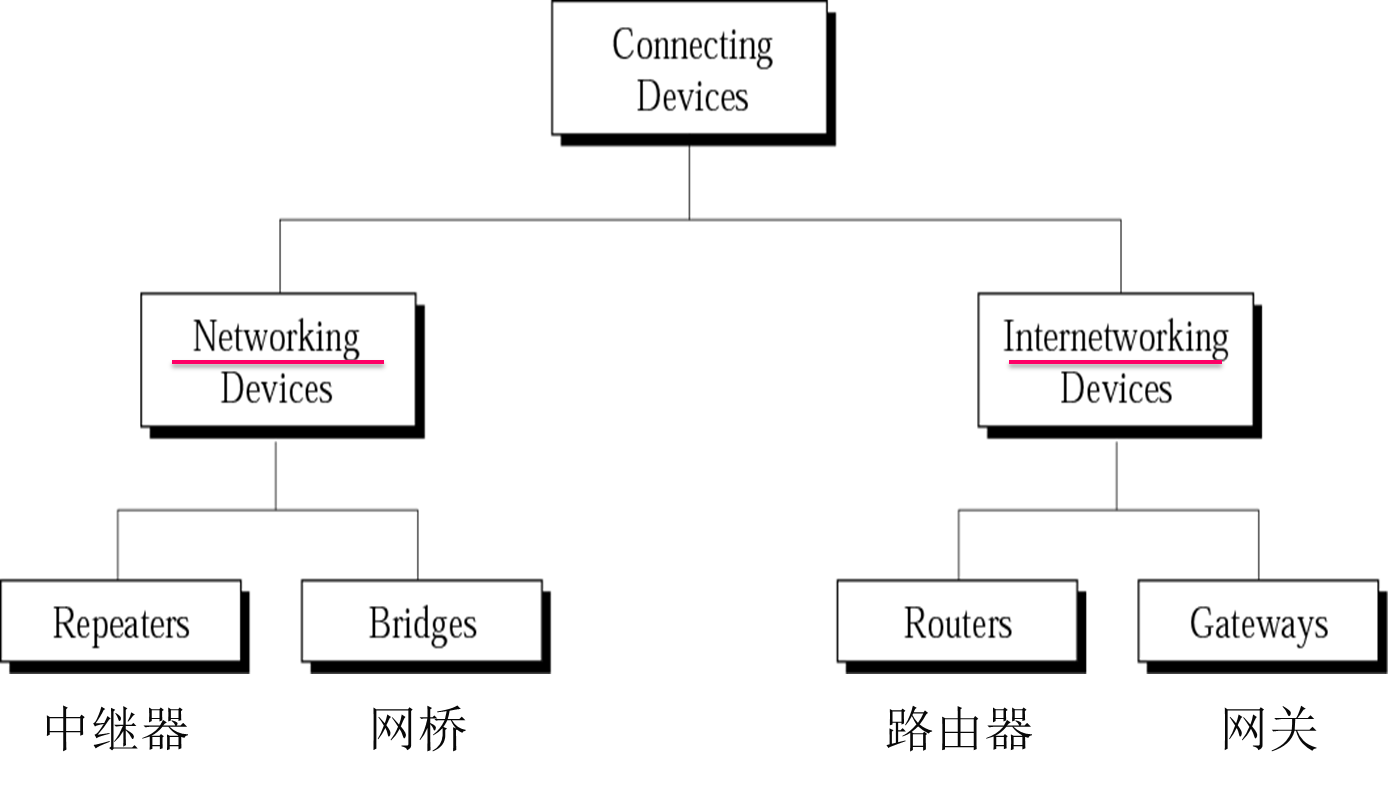 Connecting
Devices
Networking
Devices
Internetworking
Devices
Repeaters
Bridges
Routers
Gateways
中继器
网桥
路由器
网关